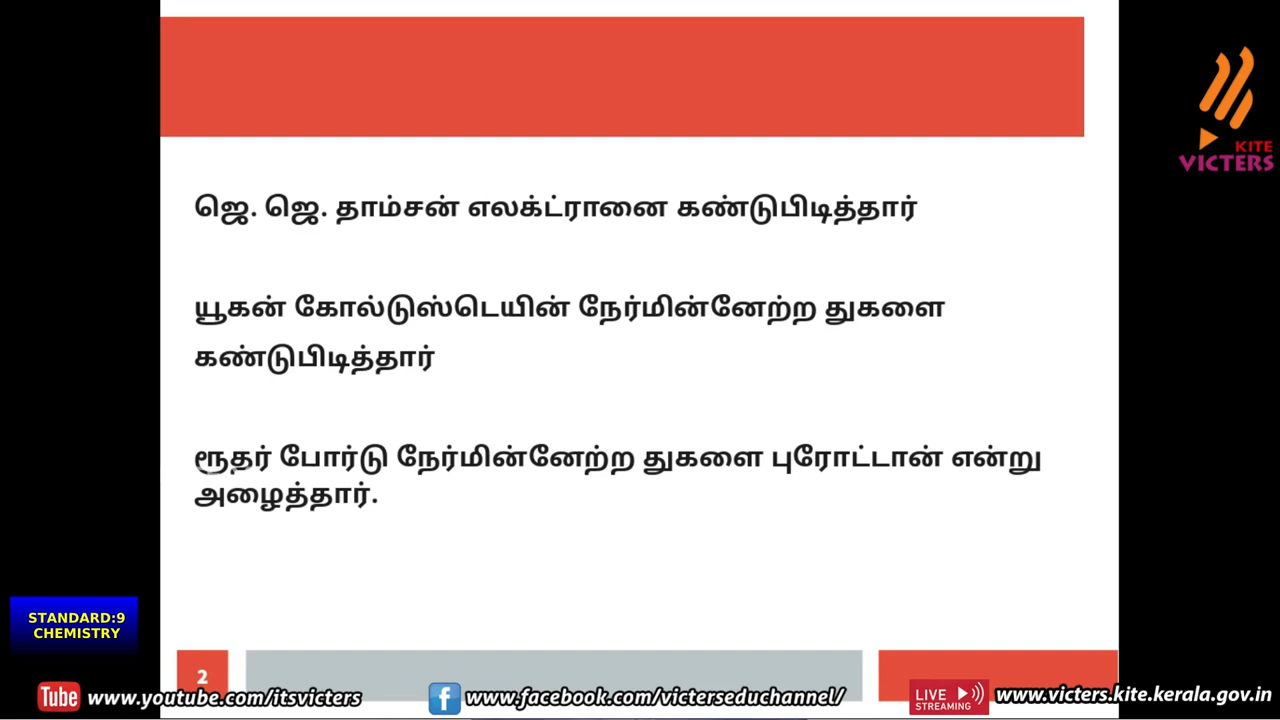 ஜெ. ஜெ. தாம்சன் எலக்ட்ரானை கண்டுபிடித்தார்
யூகன் கோல்டுஸ்டெயின் நேர்மின்னேற்ற துகளை
கண்டுபிடித்தார்
ரூதர் போர்டு நேர்மின்னேற்ற துகளை புரோட்டான் என்று
அழைத்தார்.
KITE
VICTERS
STANDARD:9
CHEMISTRY
2
Tube www.youtube.com/itsvicters
f www.facebook.com/victerseduchannel/
LIVE
STREAMING
www.victers.kite.kerala.gov.in